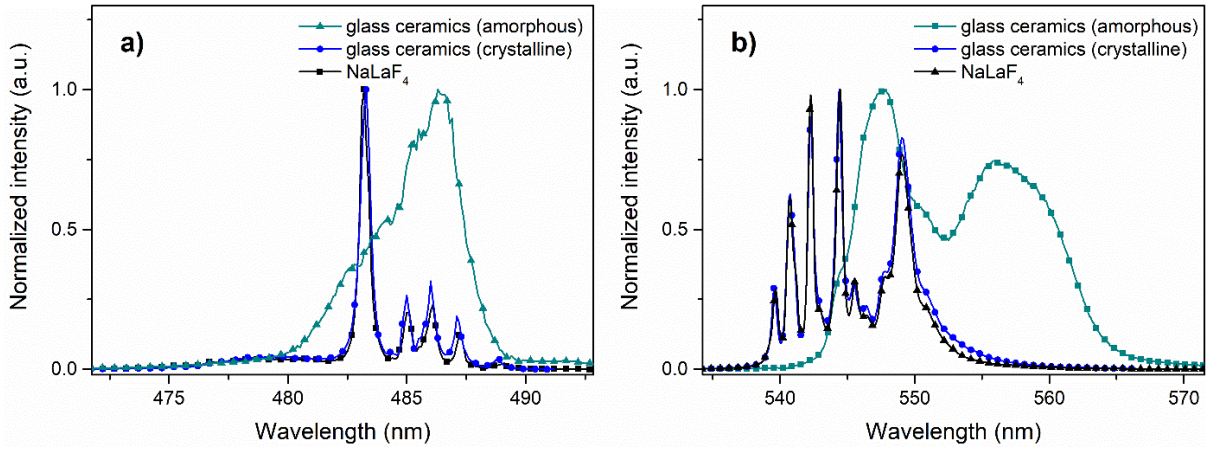 a)
glass ceramics (amorphous)
glass ceramics (crystalline)
NaLaF₄
Normalized intensity (a.u.)
1.0
0.5
0.0
475 480 485 490
Wavelength (nm)
b)
glass ceramics (amorphous)
glass ceramics (crystalline)
NaLaF₄
Normalized intensity (a.u.)
1.0
0.5
0.0
540 550 560 570
Wavelength (nm)